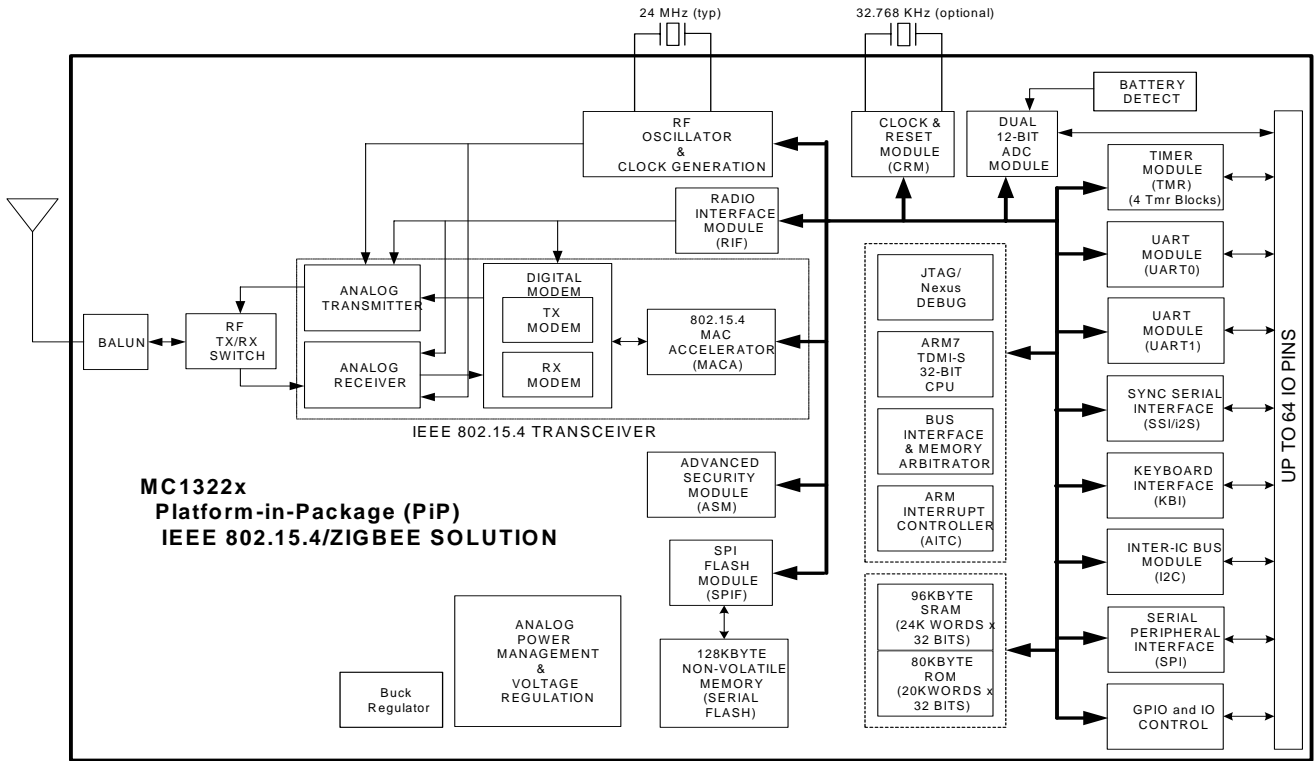 24 MHz (typ)
32.768 KHz (optional)
BATTERY
DETECT
RF
OSCILLATOR
&
CLOCK GENERATION
CLOCK &
RESET
MODULE
(CRM)
DUAL
12-BIT
ADC
MODULE
TIMER
MODULE
(TMR)
(4 Tmr Blocks)
RADIO
INTERFACE
MODULE
(RIF)
UART
MODULE
(UART0)
JTAG/
Nexus
DEBUG
ANALOG
TRANSMITTER
DIGITAL
MODEM
TX
MODEM
RX
MODEM
802.15.4
MAC
ACCELERATOR
(MACA)
BALUN
RF
TX/RX
SWITCH
ANALOG
RECEIVER
IEEE 802.15.4 TRANSCEIVER
ARM7
TDMI-S
32-BIT
CPU
UART
MODULE
(UART1)
UP TO 64 IO PINS
BUS
INTERFACE
& MEMORY
ARBITRATOR
SYNC SERIAL
INTERFACE
(SSI/i2S)
MC1322x
Platform-in-Package (PiP)
IEEE 802.15.4/ZIGBEE SOLUTION
ADVANCED
SECURITY
MODULE
(ASM)
ARM
INTERRUPT
CONTROLLER
(AITC)
KEYBOARD
INTERFACE
(KBI)
SPI
FLASH
MODULE
(SPIF)
INTER-IC BUS
MODULE
(I2C)
96KBYTE
SRAM
(24K WORDS x
32 BITS)
80KBYTE
ROM
(20KWORDS x
32 BITS)
SERIAL
PERIPHERAL
INTERFACE
(SPI)
Buck
Regulator
ANALOG
POWER
MANAGEMENT
&
VOLTAGE
REGULATION
128KBYTE
NON-VOLATILE
MEMORY
(SERIAL
FLASH)
GPIO and IO
CONTROL